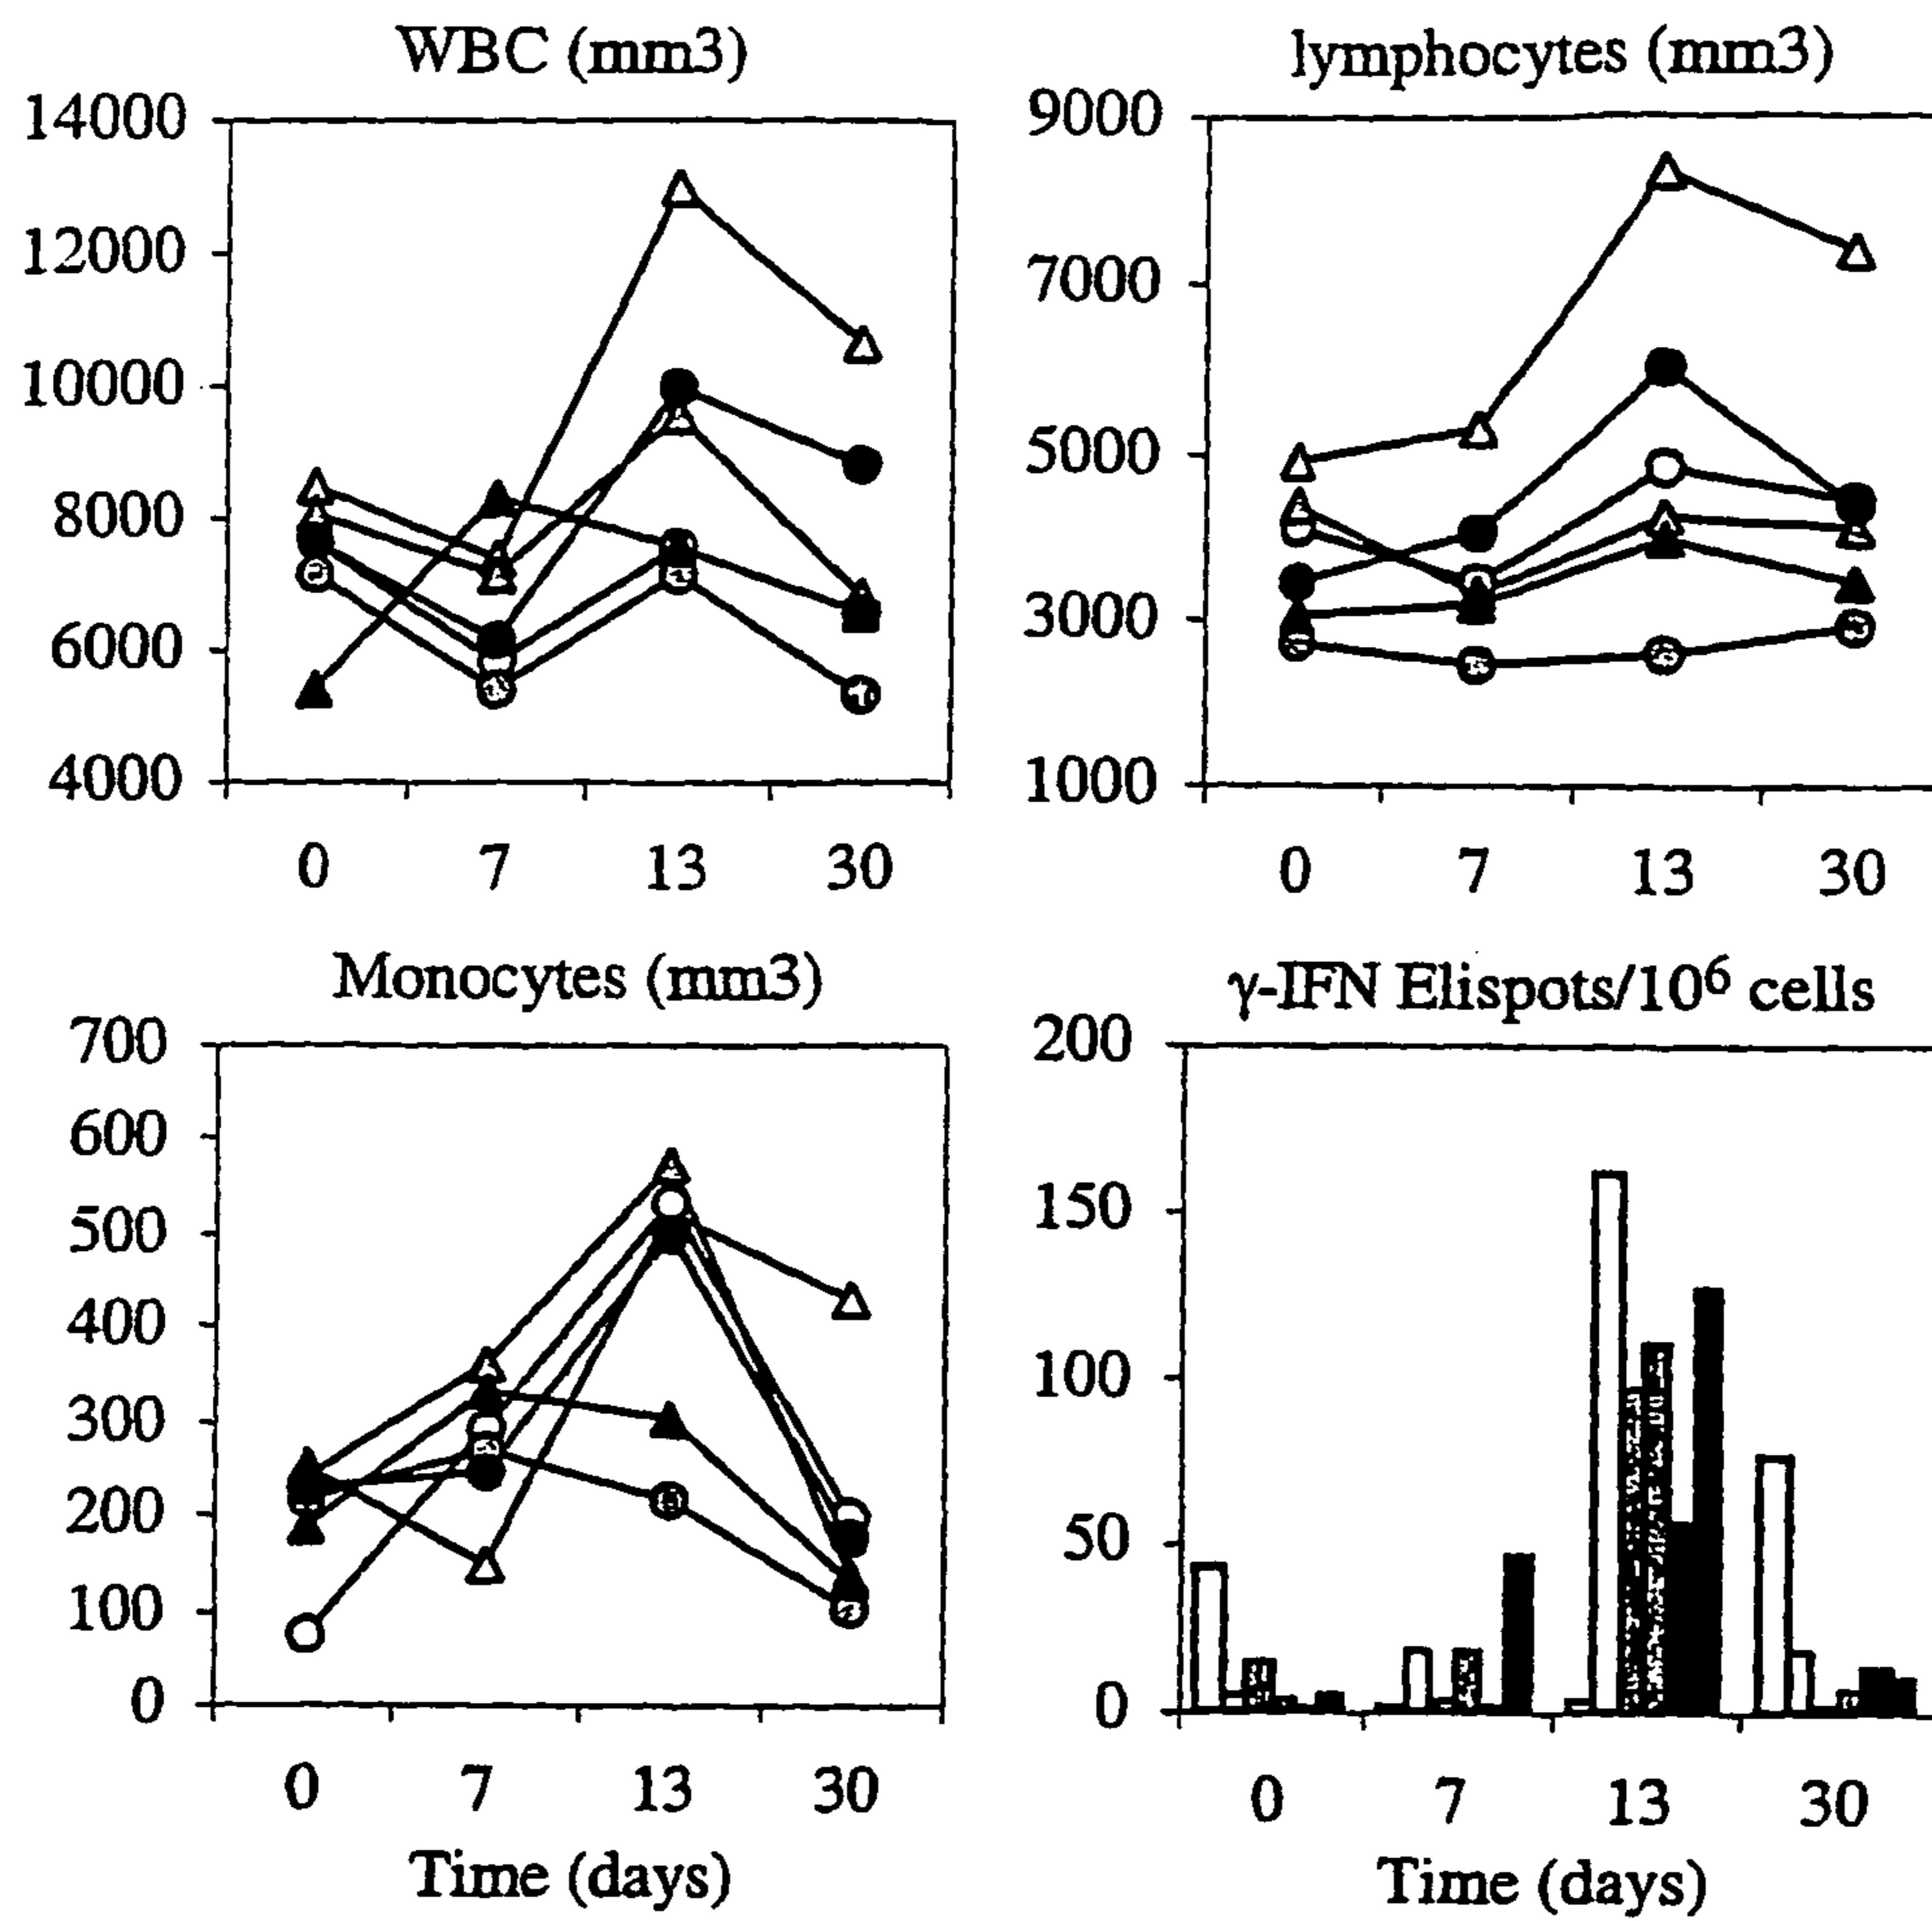 WBC (mm3)
14000
12000
10000
8000
6000
4000
0 7 13 30
lymphocytes (mm3)
9000
7000
5000
3000
1000
0 7 13 30
Monocytes (mm3)
700
600
500
400
300
200
100
0
0 7 13 30
Time (days)
γ-IFN Elispots/10⁶ cells
200
150
100
50
0
0 7 13 30
Time (days)